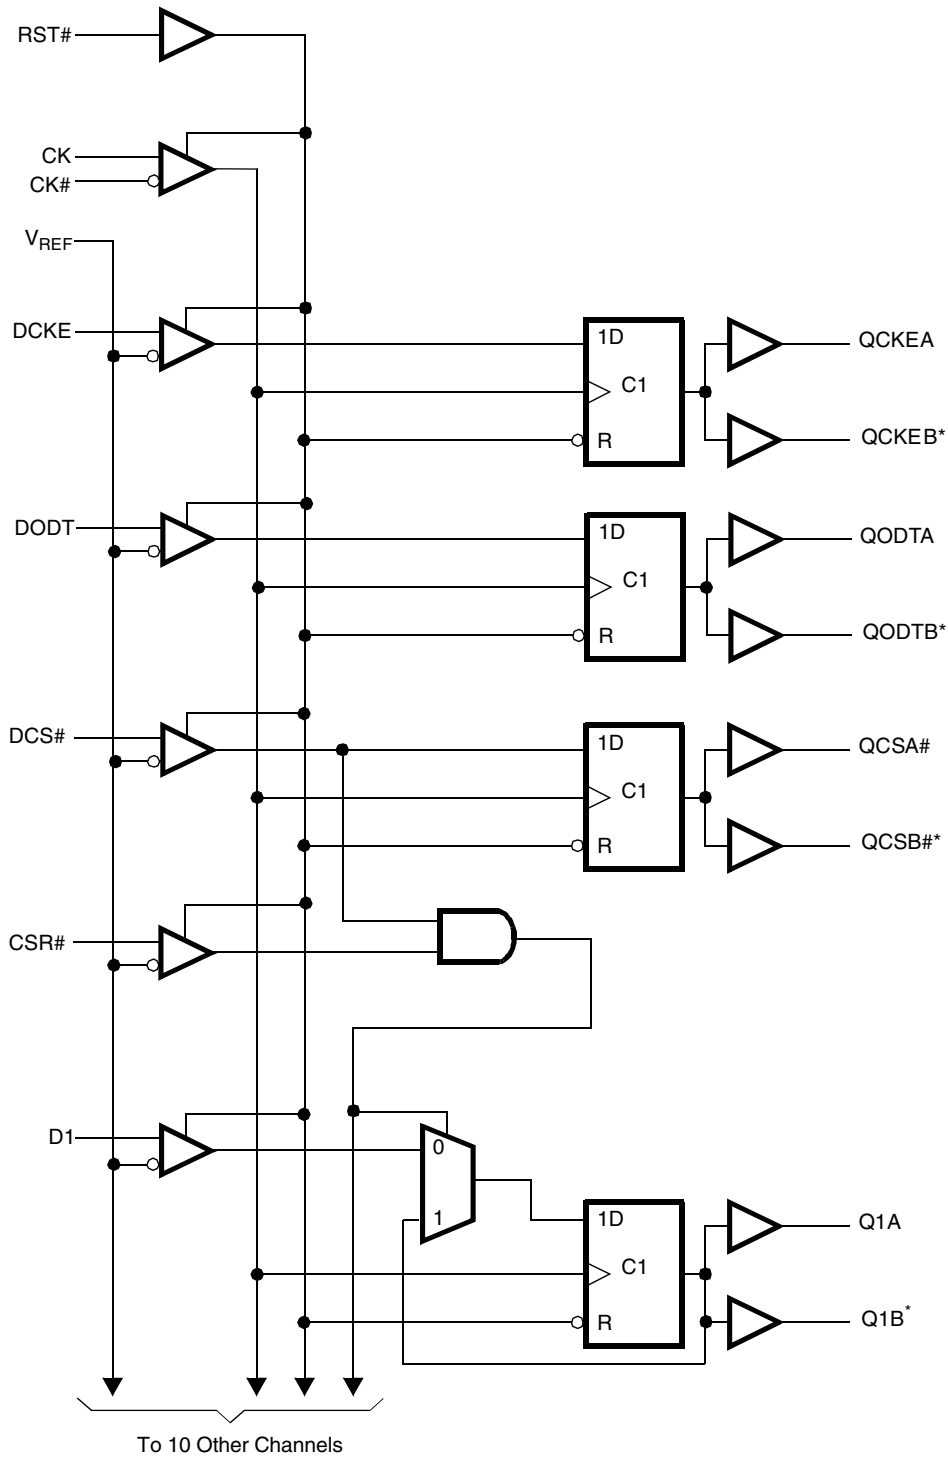 RST#
CK
CK#
VREF
DCKE
1D
C1
R
QCKEA
QCKEB*
DODT
1D
C1
R
QODTA
QODTB*
DCS#
1D
C1
R
QCSA#
QCSB#*
CSR#
D1
0
1
1D
C1
R
Q1A
Q1B*
To 10 Other Channels